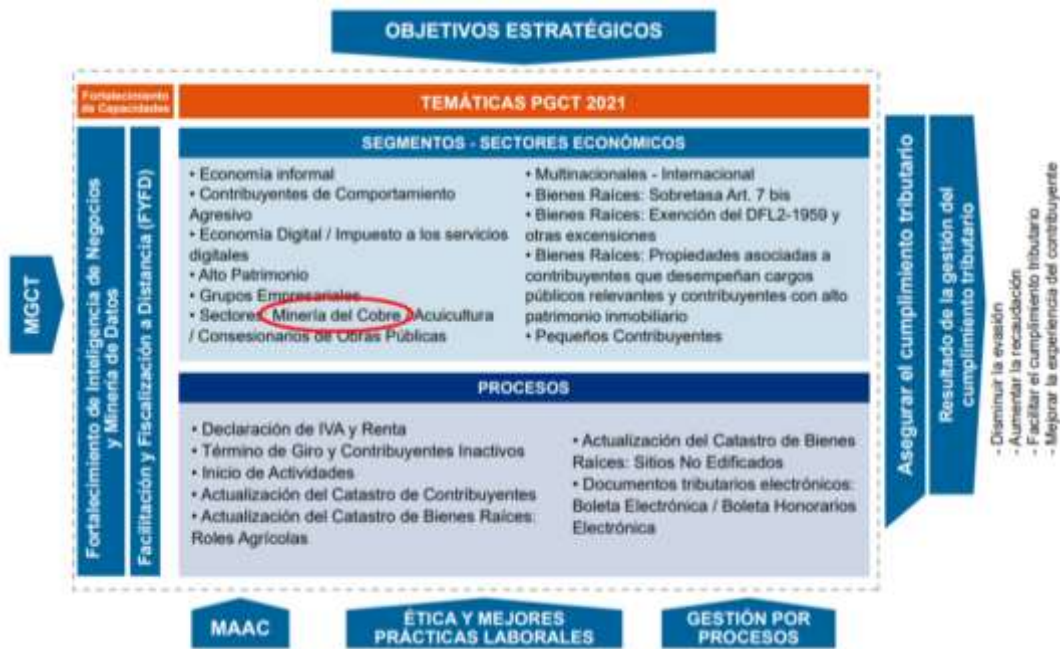 OBJETIVOS ESTRATÉGICOS
Fortalecimiento
de Capacidades
TEMÁTICAS PGCT 2021
MGCT
Fortalecimiento de Inteligencia de Negocios
y Minería de Datos
Facilitación y Fiscalización a Distancia (FYFD)
SEGMENTOS - SECTORES ECONÓMICOS
• Economía informal
• Contribuyentes de Comportamiento
Agresivo
• Economía Digital / Impuesto a los servicios
digitales
• Alto Patrimonio
• Grupos Empresariales
• Sectores: Minería del Cobre / Acuicultura
/ Consesionarios de Obras Públicas
• Multinacionales - Internacional
• Bienes Raíces: Sobretasa Art. 7 bis
• Bienes Raíces: Exención del DFL2-1959 y
otras excensiones
• Bienes Raíces: Propiedades asociadas a
contribuyentes que desempeñan cargos
públicos relevantes y contribuyentes con alto
patrimonio inmobiliario
• Pequeños Contribuyentes
PROCESOS
• Declaración de IVA y Renta
• Término de Giro y Contribuyentes Inactivos
• Inicio de Actividades
• Actualización del Catastro de Contribuyentes
• Actualización del Catastro de Bienes Raíces:
Roles Agrícolas
• Actualización del Catastro de Bienes
Raíces: Sitios No Edificados
• Documentos tributarios electrónicos:
Boleta Electrónica / Boleta Honorarios
Electrónica
Asegurar el cumplimiento tributario
Resultado de la gestión del
cumplimiento tributario
- Disminuir la evasión
- Aumentar la recaudación
- Facilitar el cumplimiento tributario
- Mejorar la experiencia del contribuyente
MAAC
ÉTICA Y MEJORES
PRÁCTICAS LABORALES
GESTIÓN POR
PROCESOS